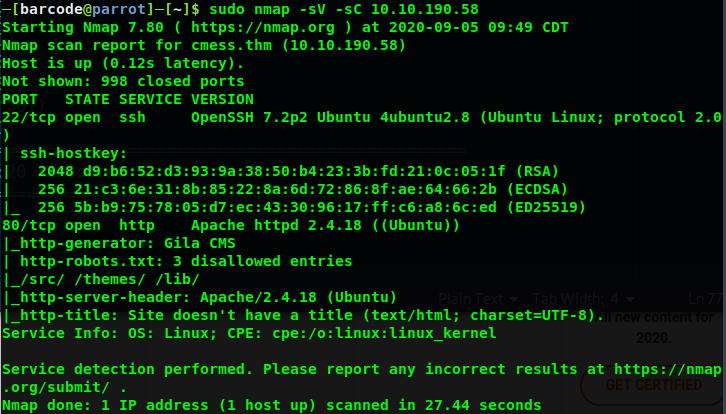 ─[barcode@parrot]─[~]$ sudo nmap -sV -sC 10.10.190.58
Starting Nmap 7.80 ( https://nmap.org ) at 2020-09-05 09:49 CDT
Nmap scan report for cmess.thm (10.10.190.58)
Host is up (0.12s latency).
Not shown: 998 closed ports
PORT   STATE SERVICE VERSION
22/tcp open  ssh     OpenSSH 7.2p2 Ubuntu 4ubuntu2.8 (Ubuntu Linux; protocol 2.0
)
| ssh-hostkey:
|   2048 d9:b6:52:d3:93:9a:38:50:b4:23:3b:fd:21:0c:05:1f (RSA)
|   256 21:c3:6e:31:8b:85:22:8a:6d:72:86:8f:ae:64:66:2b (ECDSA)
|_  256 5b:b9:75:78:05:d7:ec:43:30:96:17:ff:c6:a8:6c:ed (ED25519)
80/tcp open  http    Apache httpd 2.4.18 ((Ubuntu))
|_http-generator: Gila CMS
| http-robots.txt: 3 disallowed entries
|_/src/ /themes/ /lib/
|_http-server-header: Apache/2.4.18 (Ubuntu)
Plain Text Tab Width: 4 Ln 77
|_http-title: Site doesn't have a title (text/html; charset=UTF-8).
all new content for
Service Info: OS: Linux; CPE: cpe:/o:linux:linux_kernel
2020.
Service detection performed. Please report any incorrect results at https://nmap
.org/submit/ .
GET CERTIFIED
Nmap done: 1 IP address (1 host up) scanned in 27.44 seconds